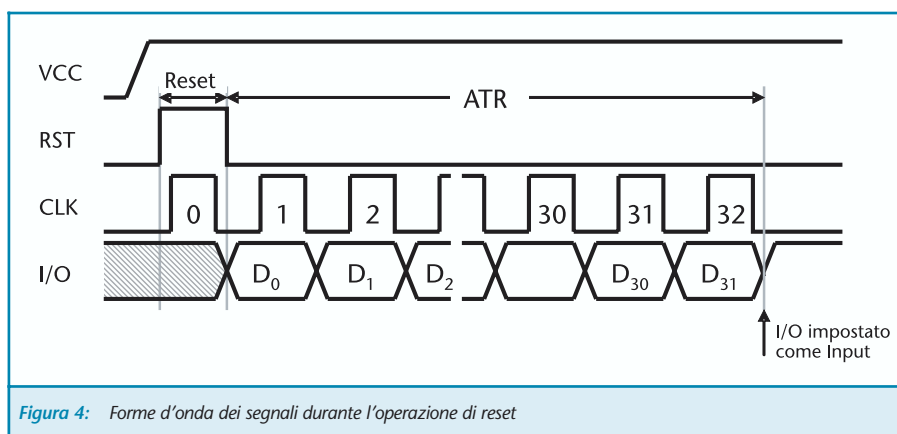 VCC
Reset
ATR
RST
CLK
0 1 2 30 31 32
I/O
D₀ D₁ D₂ D₃₀ D₃₁
I/O impostato
come Input
Figura 4: Forme d'onda dei segnali durante l'operazione di reset